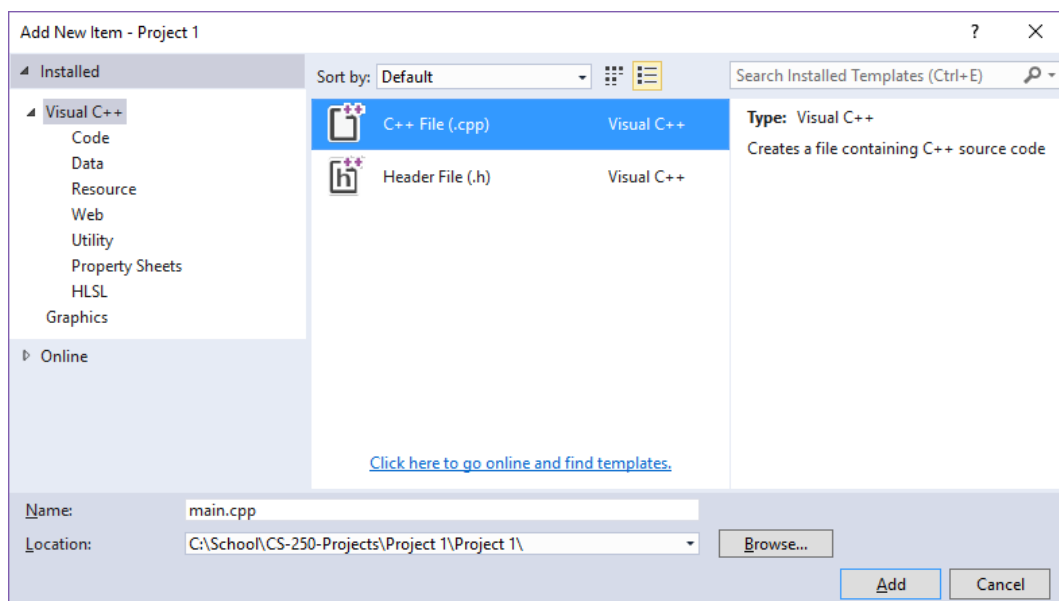 Add New Item - Project 1
?
Installed
Sort by: Default
Search Installed Templates (Ctrl+E)
Visual C++
Code
Data
Resource
Web
Utility
Property Sheets
HLSL
Graphics
Online
C++ File (.cpp) Visual C++
Header File (.h) Visual C++
Type: Visual C++
Creates a file containing C++ source code
Click here to go online and find templates.
Name: main.cpp
Location: C:\School\CS-250-Projects\Project 1\Project 1\
Browse...
Add Cancel